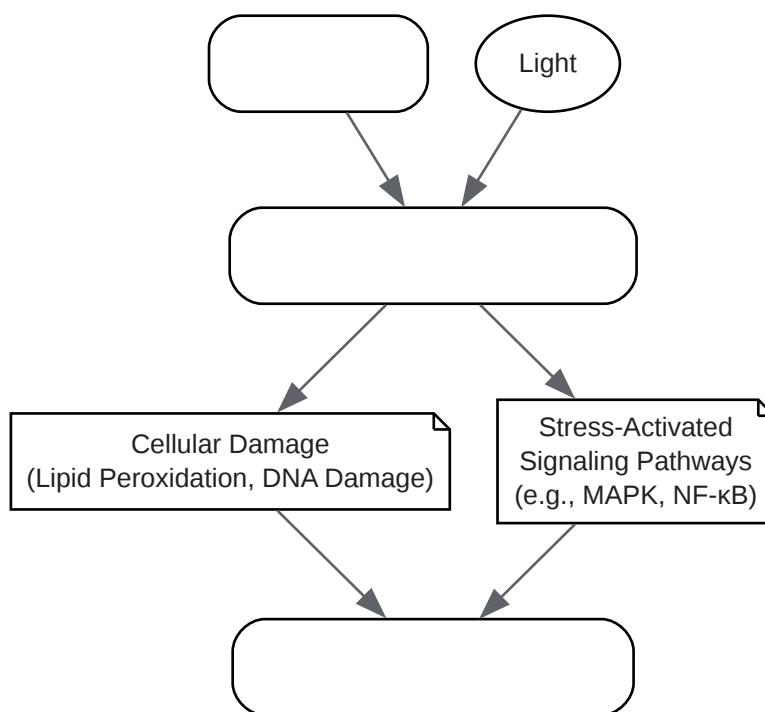 Light
Cellular Damage
(Lipid Peroxidation, DNA Damage)
Stress-Activated
Signaling Pathways
(e.g., MAPK, NF-κB)